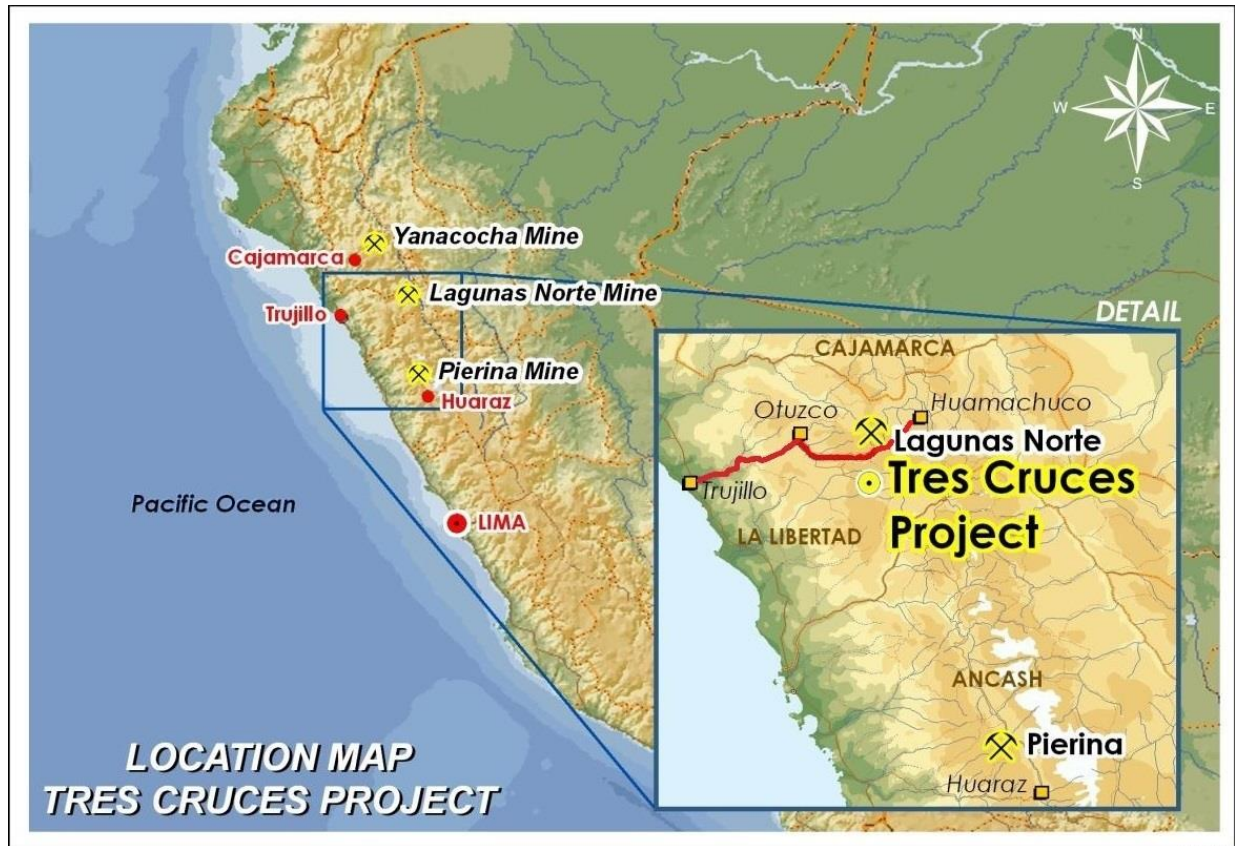 N
W
E
S
Yanacocha Mine
Cajamarca
Lagunas Norte Mine
Trujillo
DETAIL
Pierina Mine
Huaraz
CAJAMARCA
Otuzco
Huamachuco
Lagunas Norte
Trujillo
Tres Cruces
Project
LA LIBERTAD
Pacific Ocean
LIMA
ANCASH
Pierina
Huaraz
LOCATION MAP
TRES CRUCES PROJECT